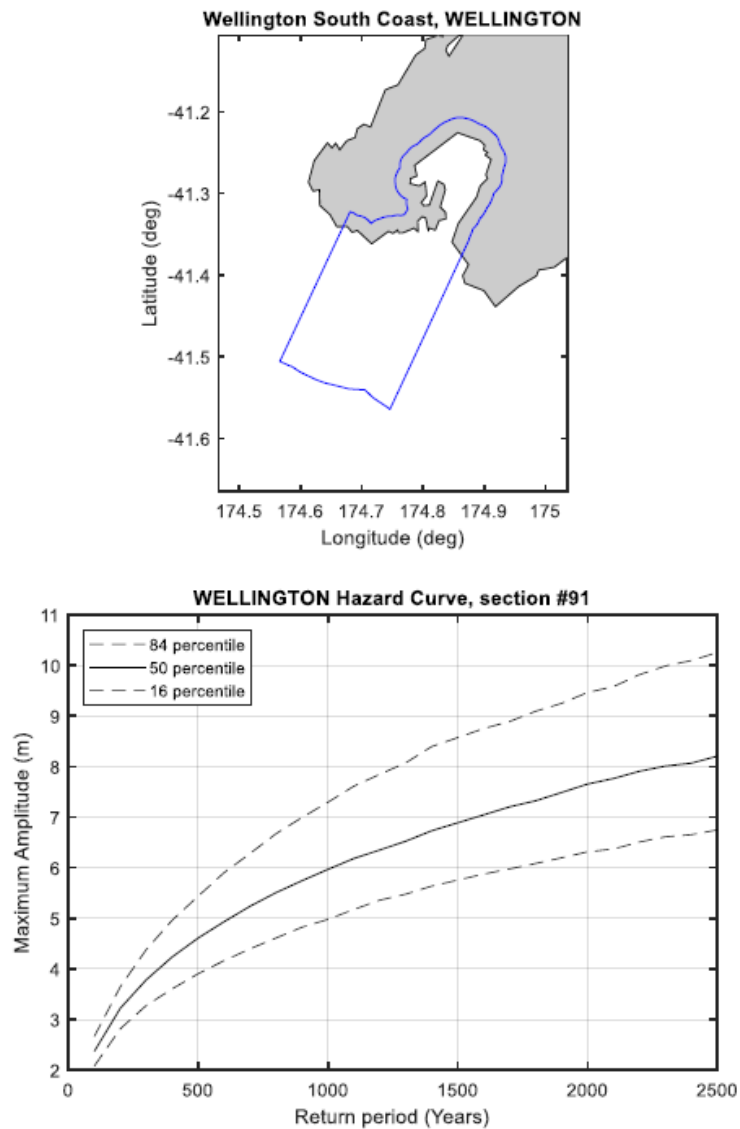 Wellington South Coast, WELLINGTON
Latitude (deg)
-41.2
-41.3
-41.4
-41.5
-41.6
174.5 174.6 174.7 174.8 174.9 175
Longitude (deg)
WELLINGTON Hazard Curve, section #91
Maximum Amplitude (m)
11
10
9
8
7
6
5
4
3
2
84 percentile
50 percentile
16 percentile
0 500 1000 1500 2000 2500
Return period (Years)